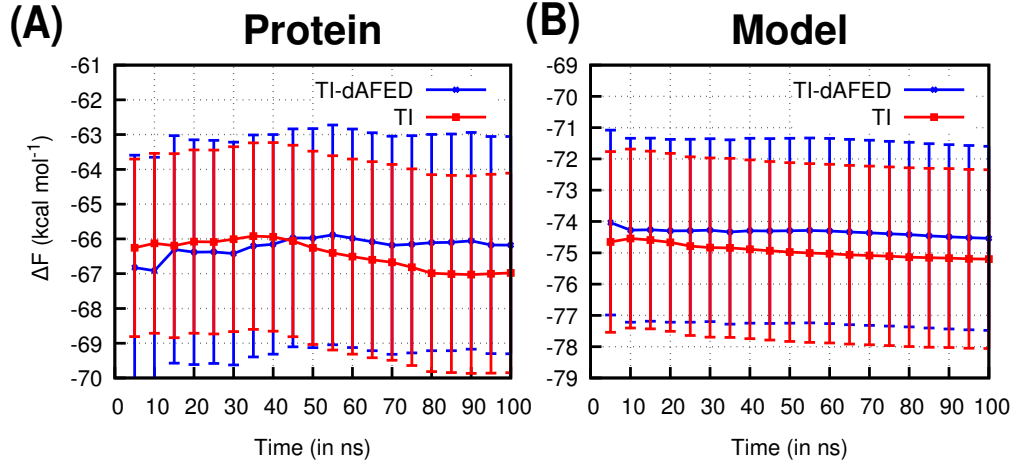 (A) Protein
ΔF (kcal mol⁻¹)
-61
-62
-63
-64
-65
-66
-67
-68
-69
-70
TI-dAFED
TI
0 10 20 30 40 50 60 70 80 90 100
Time (in ns)
(B) Model
-69
-70
-71
-72
-73
-74
-75
-76
-77
-78
-79
TI-dAFED
TI
0 10 20 30 40 50 60 70 80 90 100
Time (in ns)